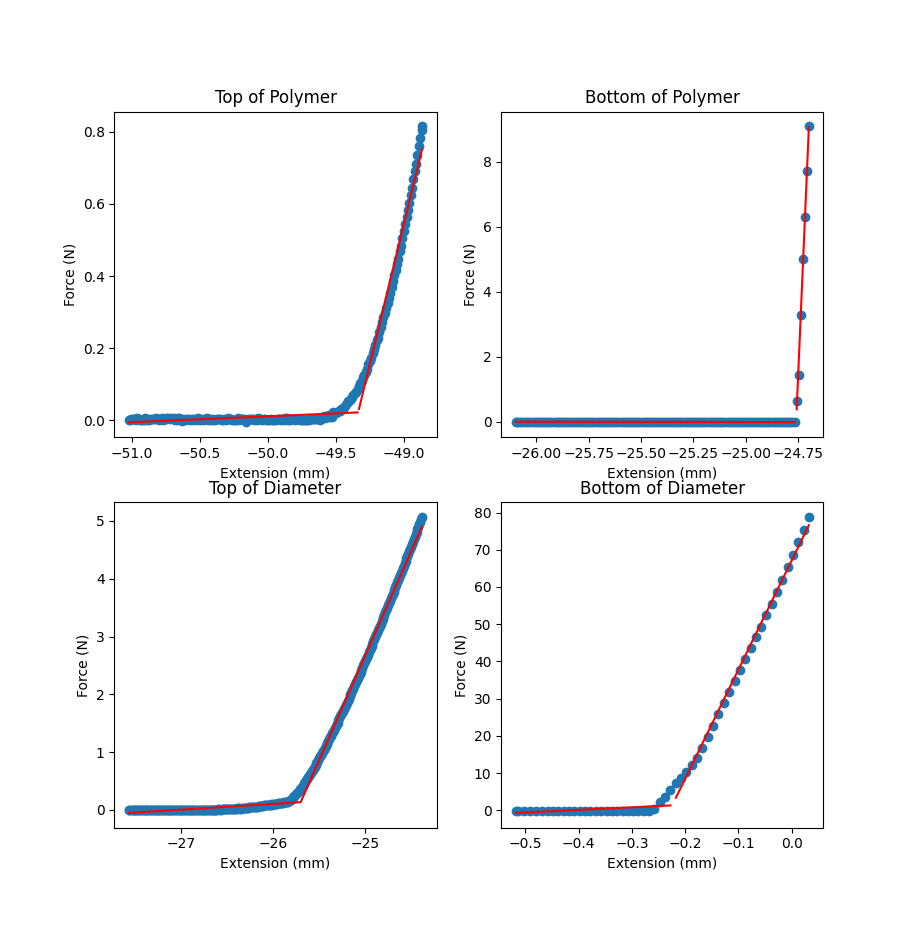 Top of Polymer
Force (N)
0.8
0.6
0.4
0.2
0.0
−51.0 −50.5 −50.0 −49.5 −49.0
Extension (mm)
Bottom of Polymer
Force (N)
8
6
4
2
0
−26.00 −25.75 −25.50 −25.25 −25.00 −24.75
Extension (mm)
Top of Diameter
Force (N)
5
4
3
2
1
0
−27 −26 −25
Extension (mm)
Bottom of Diameter
Force (N)
80
70
60
50
40
30
20
10
0
−0.5 −0.4 −0.3 −0.2 −0.1 0.0
Extension (mm)